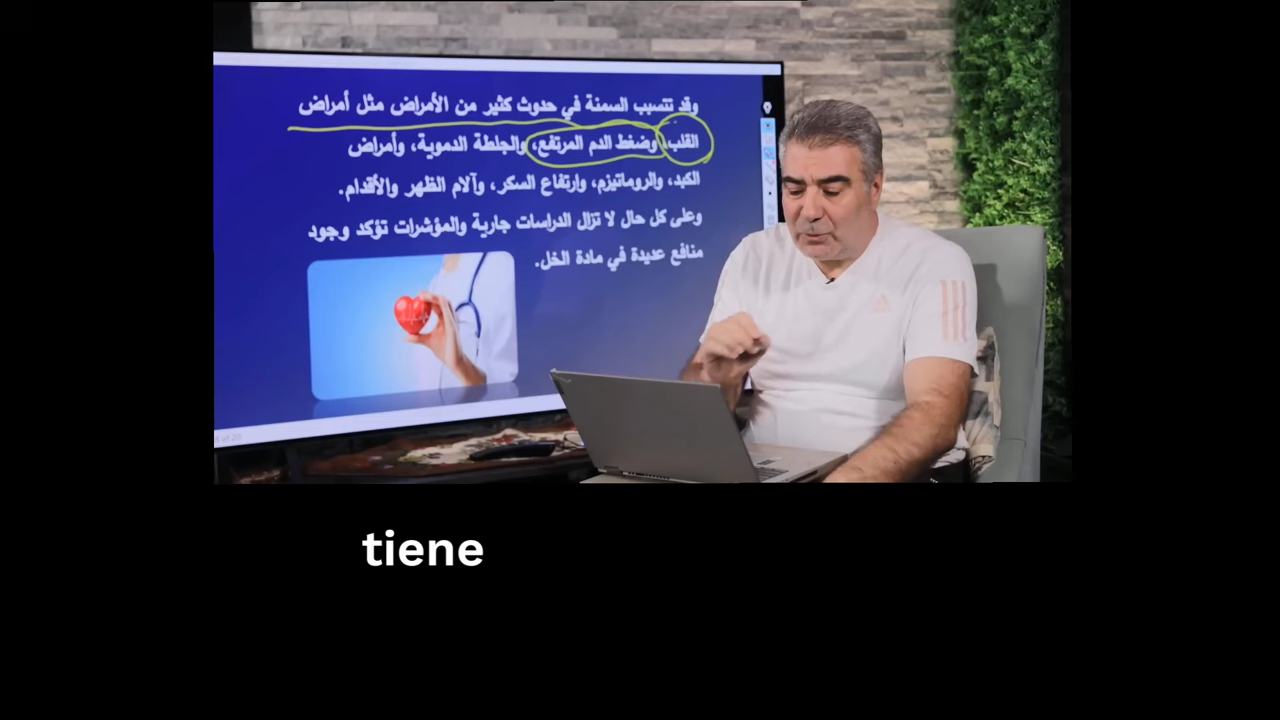 وقد تتسبب السمنة في حدوث كثير من الأمراض مثل أمراض
القلب، وضغط الدم المرتفع، والجلطة الدموية، وأمراض
الكبد، والروماتيزم، وارتفاع السكر، وآلام الظهر والأقدام.
وعلى كل حال لا تزال الدراسات جارية والمؤشرات تؤكد وجود
منافع عديدة في مادة الخل.
tiene